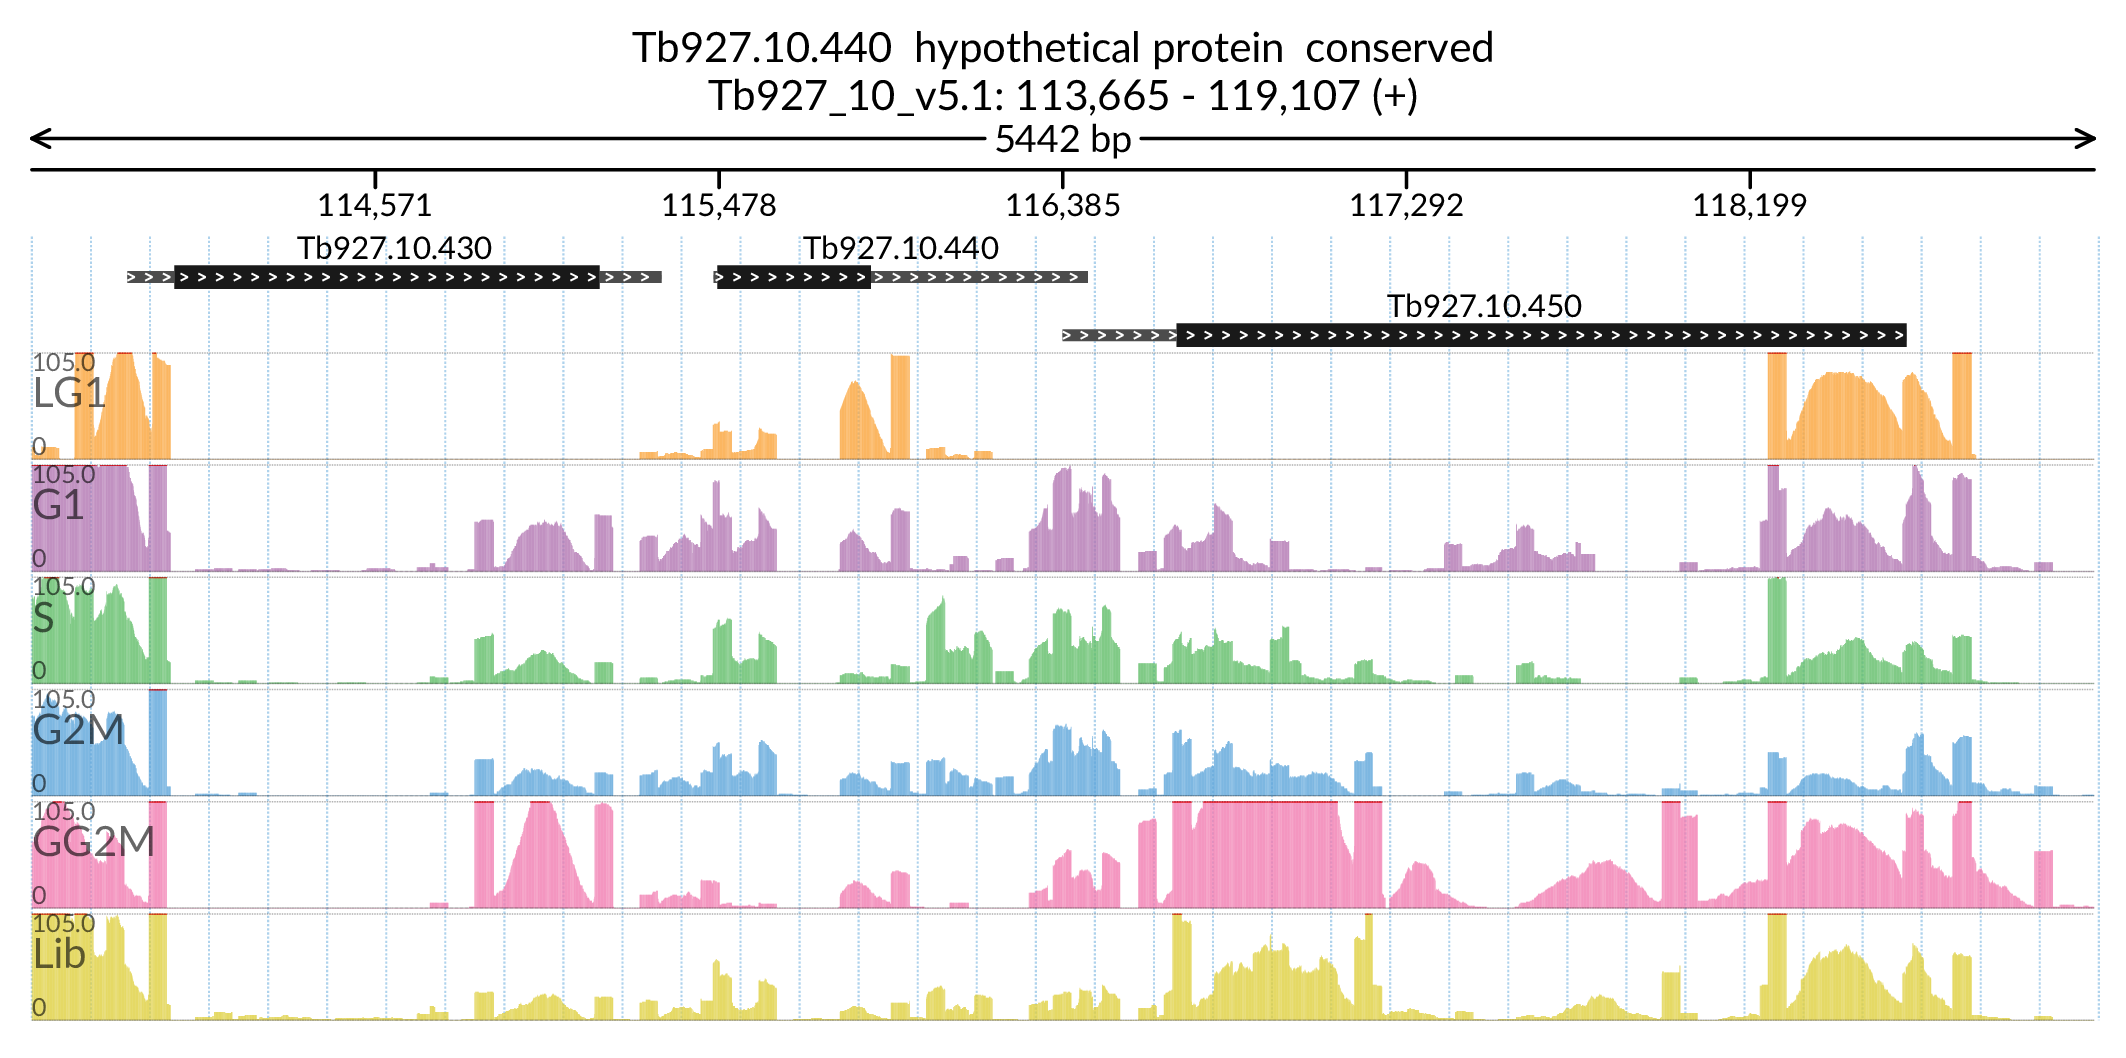 Tb927.10.440  hypothetical protein  conserved
Tb927_10_v5.1: 113,665 - 119,107 (+)
5442 bp
114,571 115,478 116,385 117,292 118,199
Tb927.10.430 Tb927.10.440
Tb927.10.450
105.0
LG1
0
105.0
G1
0
105.0
S
0
105.0
G2M
0
105.0
GG2M
0
105.0
Lib
0